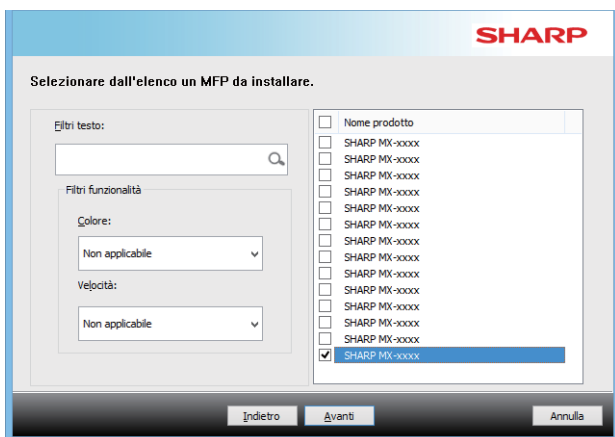 SHARP
Selezionare dall'elenco un MFP da installare.
Filtri testo:
Filtri funzionalità
Colore:
Non applicabile
Velocità:
Non applicabile
Nome prodotto
SHARP MX-xxxx
SHARP MX-xxxx
SHARP MX-xxxx
SHARP MX-xxxx
SHARP MX-xxxx
SHARP MX-xxxx
SHARP MX-xxxx
SHARP MX-xxxx
SHARP MX-xxxx
SHARP MX-xxxx
SHARP MX-xxxx
SHARP MX-xxxx
SHARP MX-xxxx
SHARP MX-xxxx
Indietro
Avanti
Annulla